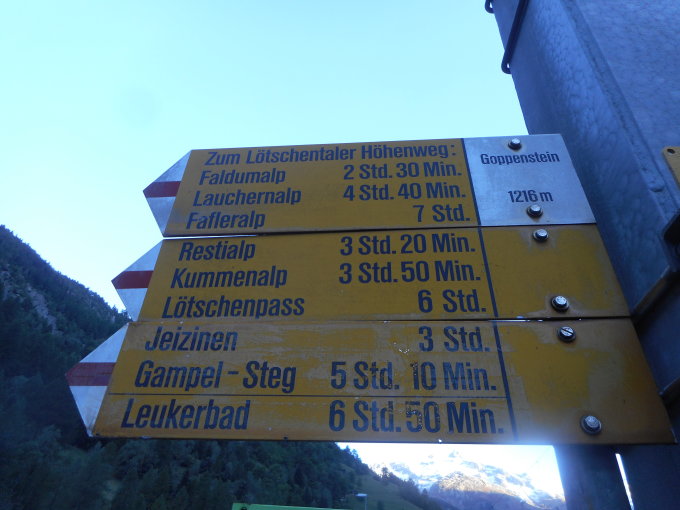 Zum Lötschentaler Höhenweg:
Faldumalp 2 Std. 30 Min.
Lauchernalp 4 Std. 40 Min.
Fafleralp 7 Std.
Goppenstein
1216 m
Restialp 3 Std. 20 Min.
Kummenalp 3 Std. 50 Min.
Lötschenpass 6 Std.
Jeizinen 3 Std.
Gampel - Steg 5 Std. 10 Min.
Leukerbad 6 Std. 50 Min.